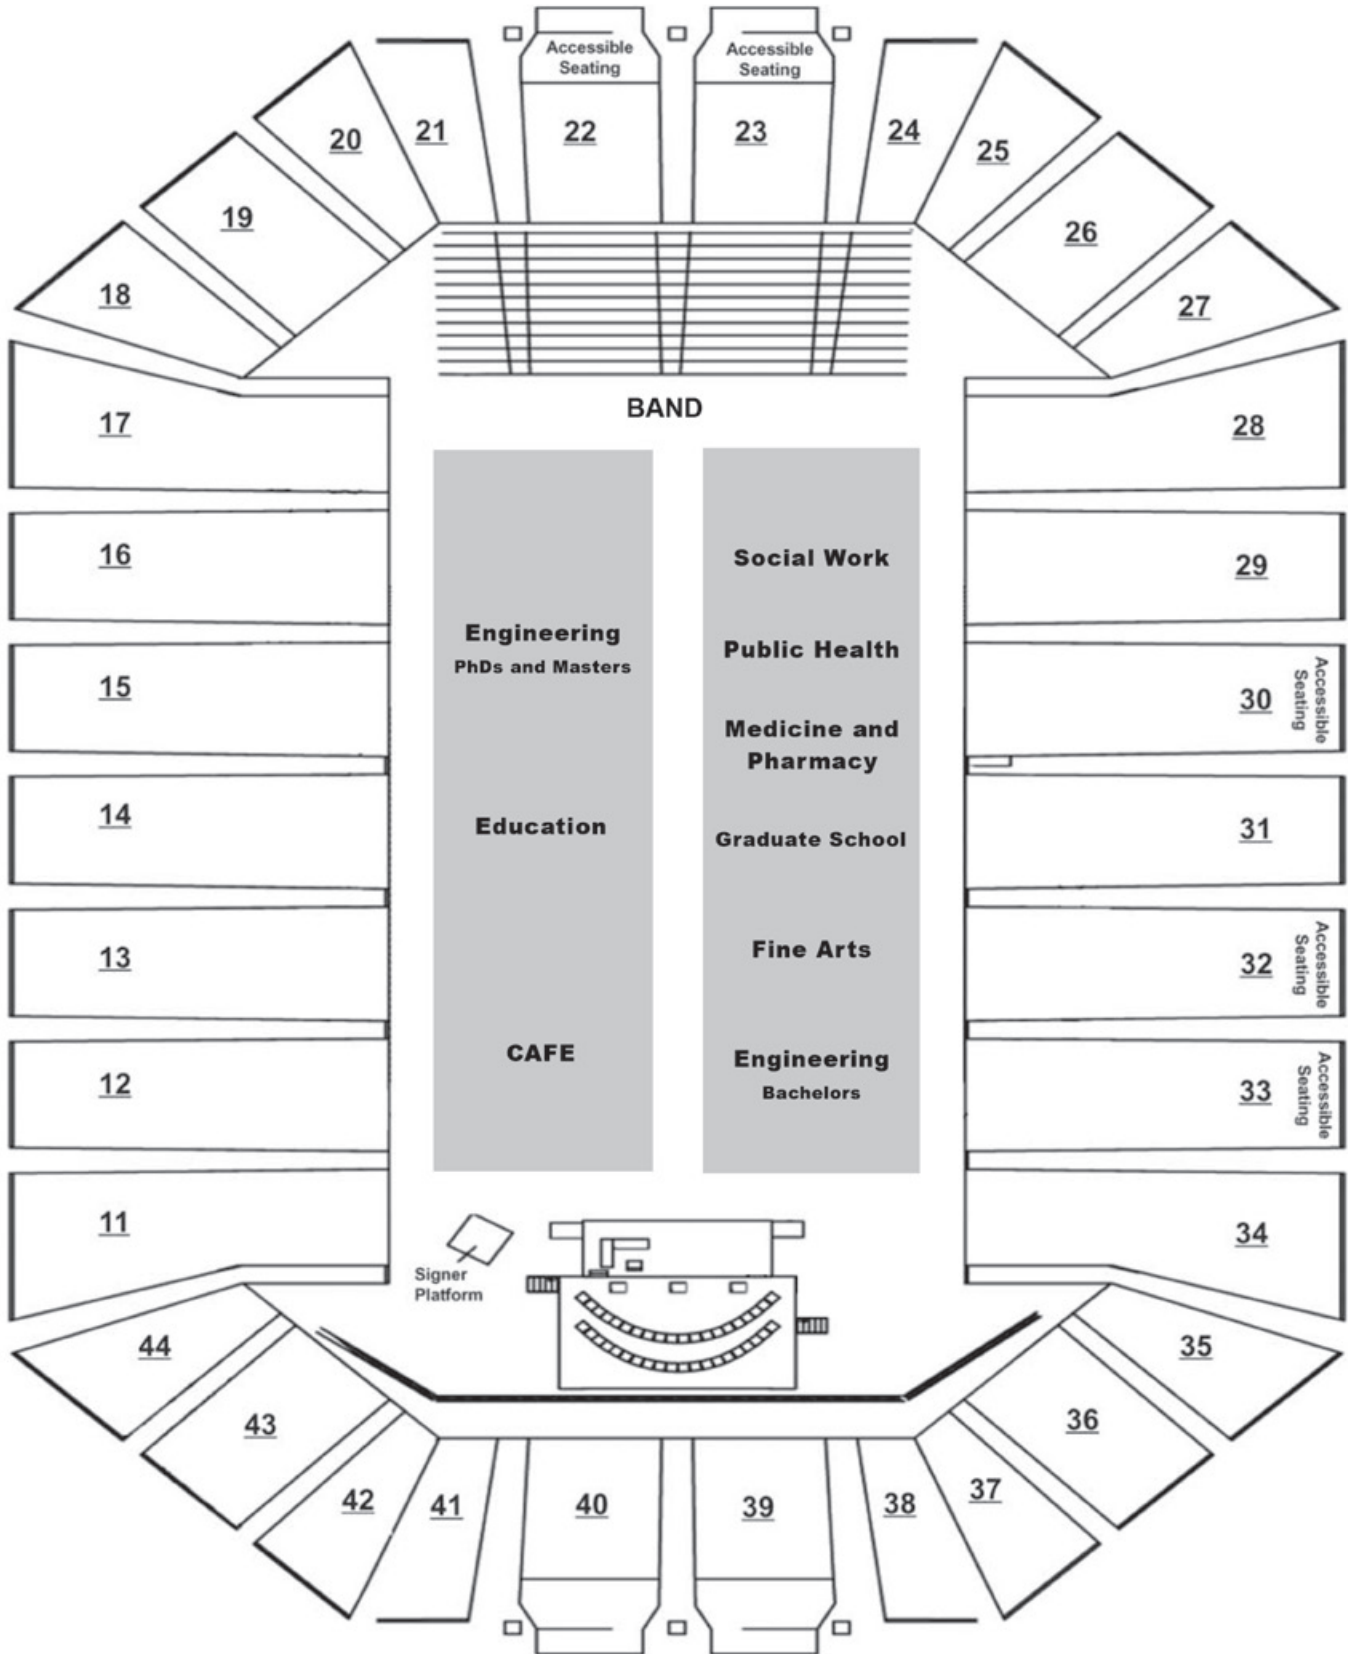 Accessible
Seating
Accessible
Seating
20
21
22
23
24
25
19
26
18
27
17
BAND
28
16
Social Work
29
Engineering
PhDs and Masters
Public Health
15
30
Accessible
Seating
Medicine and
Pharmacy
14
Education
Graduate School
31
13
Fine Arts
32
Accessible
Seating
12
CAFE
Engineering
Bachelors
33
Accessible
Seating
11
34
Signer
Platform
44
35
43
36
42
41
40
39
38
37